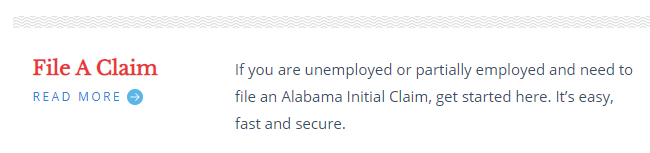 File A Claim
READ MORE
If you are unemployed or partially employed and need to
file an Alabama Initial Claim, get started here. It’s easy,
fast and secure.